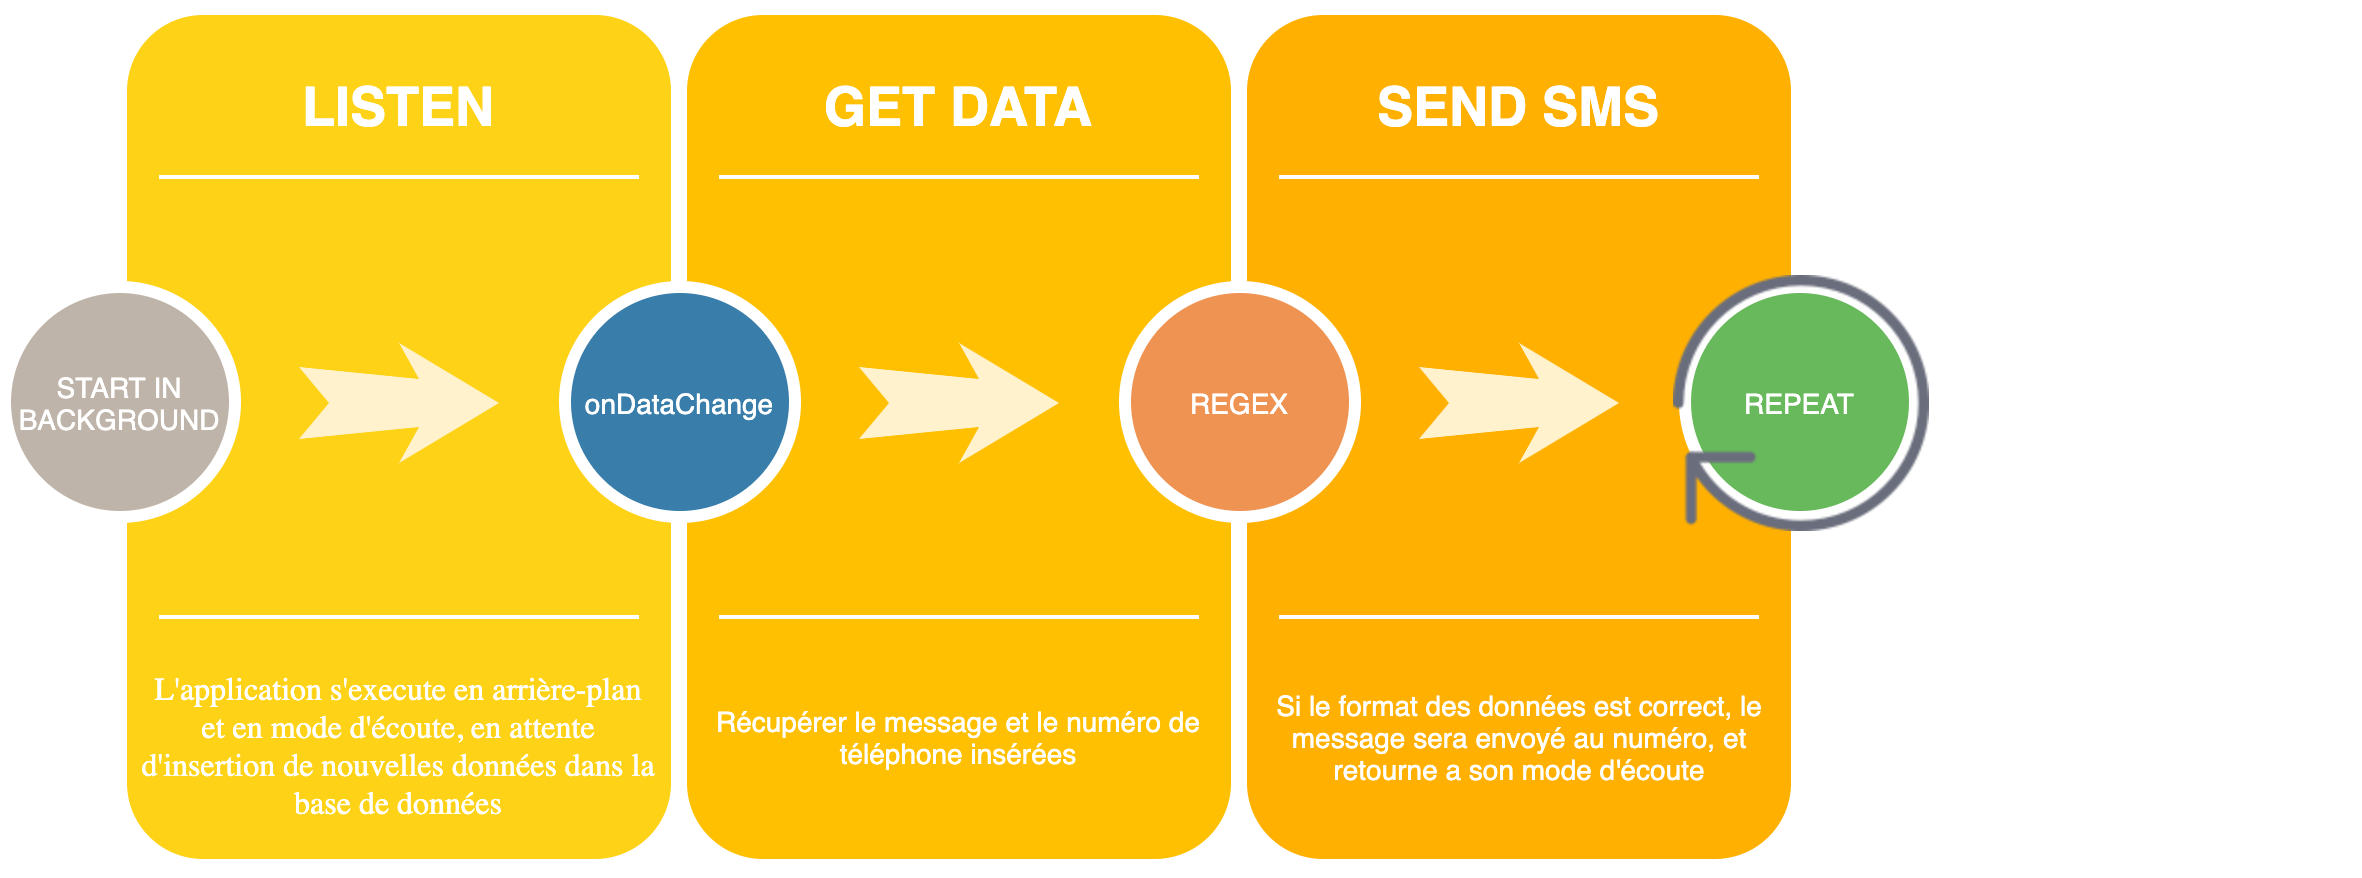 LISTEN
GET DATA
SEND SMS
START IN
BACKGROUND
onDataChange
REGEX
REPEAT
L'application s'execute en arrière-plan
et en mode d'écoute, en attente
d'insertion de nouvelles données dans la
base de données
Récupérer le message et le numéro de
téléphone insérées
Si le format des données est correct, le
message sera envoyé au numéro, et
retourne a son mode d'écoute